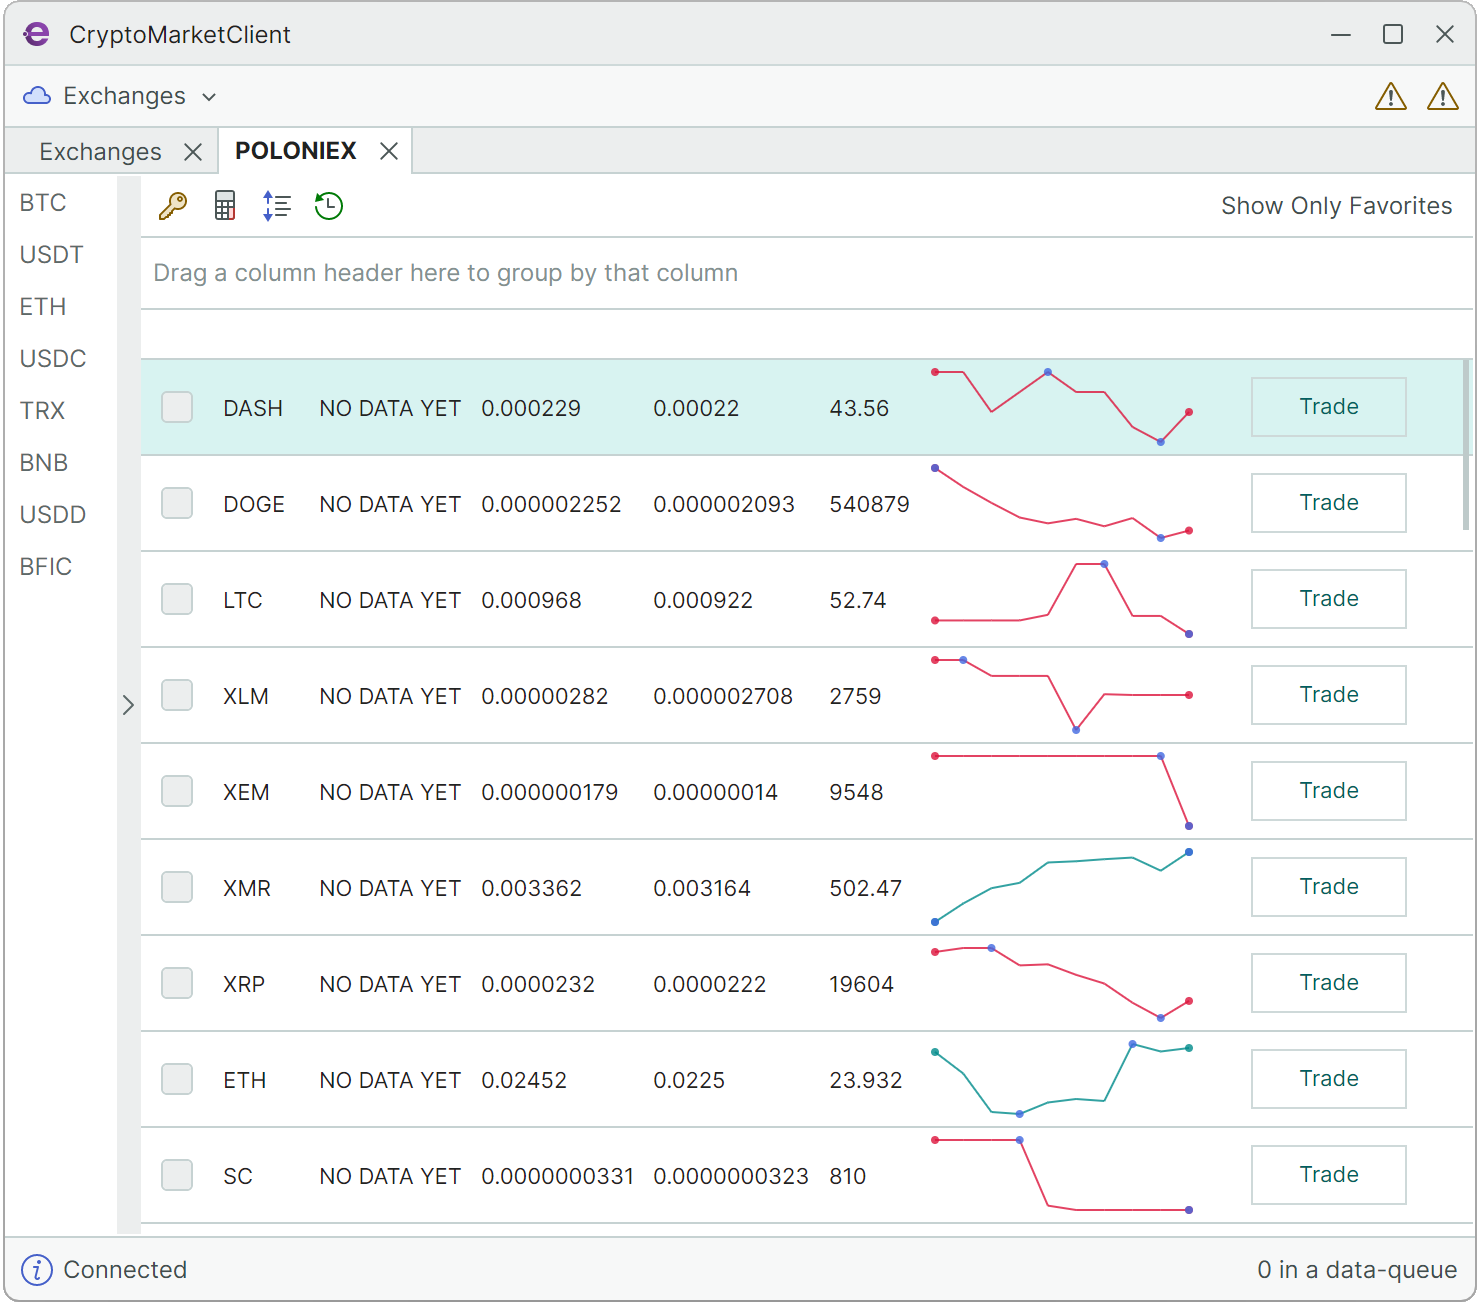 CryptoMarketClient
Exchanges
Exchanges POLONIEX
BTC
USDT
ETH
USDC
TRX
BNB
USDD
BFIC
Show Only Favorites
Drag a column header here to group by that column
DASH NO DATA YET 0.000229 0.00022 43.56 Trade
DOGE NO DATA YET 0.000002252 0.000002093 540879 Trade
LTC NO DATA YET 0.000968 0.000922 52.74 Trade
XLM NO DATA YET 0.00000282 0.000002708 2759 Trade
XEM NO DATA YET 0.000000179 0.00000014 9548 Trade
XMR NO DATA YET 0.003362 0.003164 502.47 Trade
XRP NO DATA YET 0.0000232 0.0000222 19604 Trade
ETH NO DATA YET 0.02452 0.0225 23.932 Trade
SC NO DATA YET 0.0000000331 0.0000000323 810 Trade
Connected 0 in a data-queue